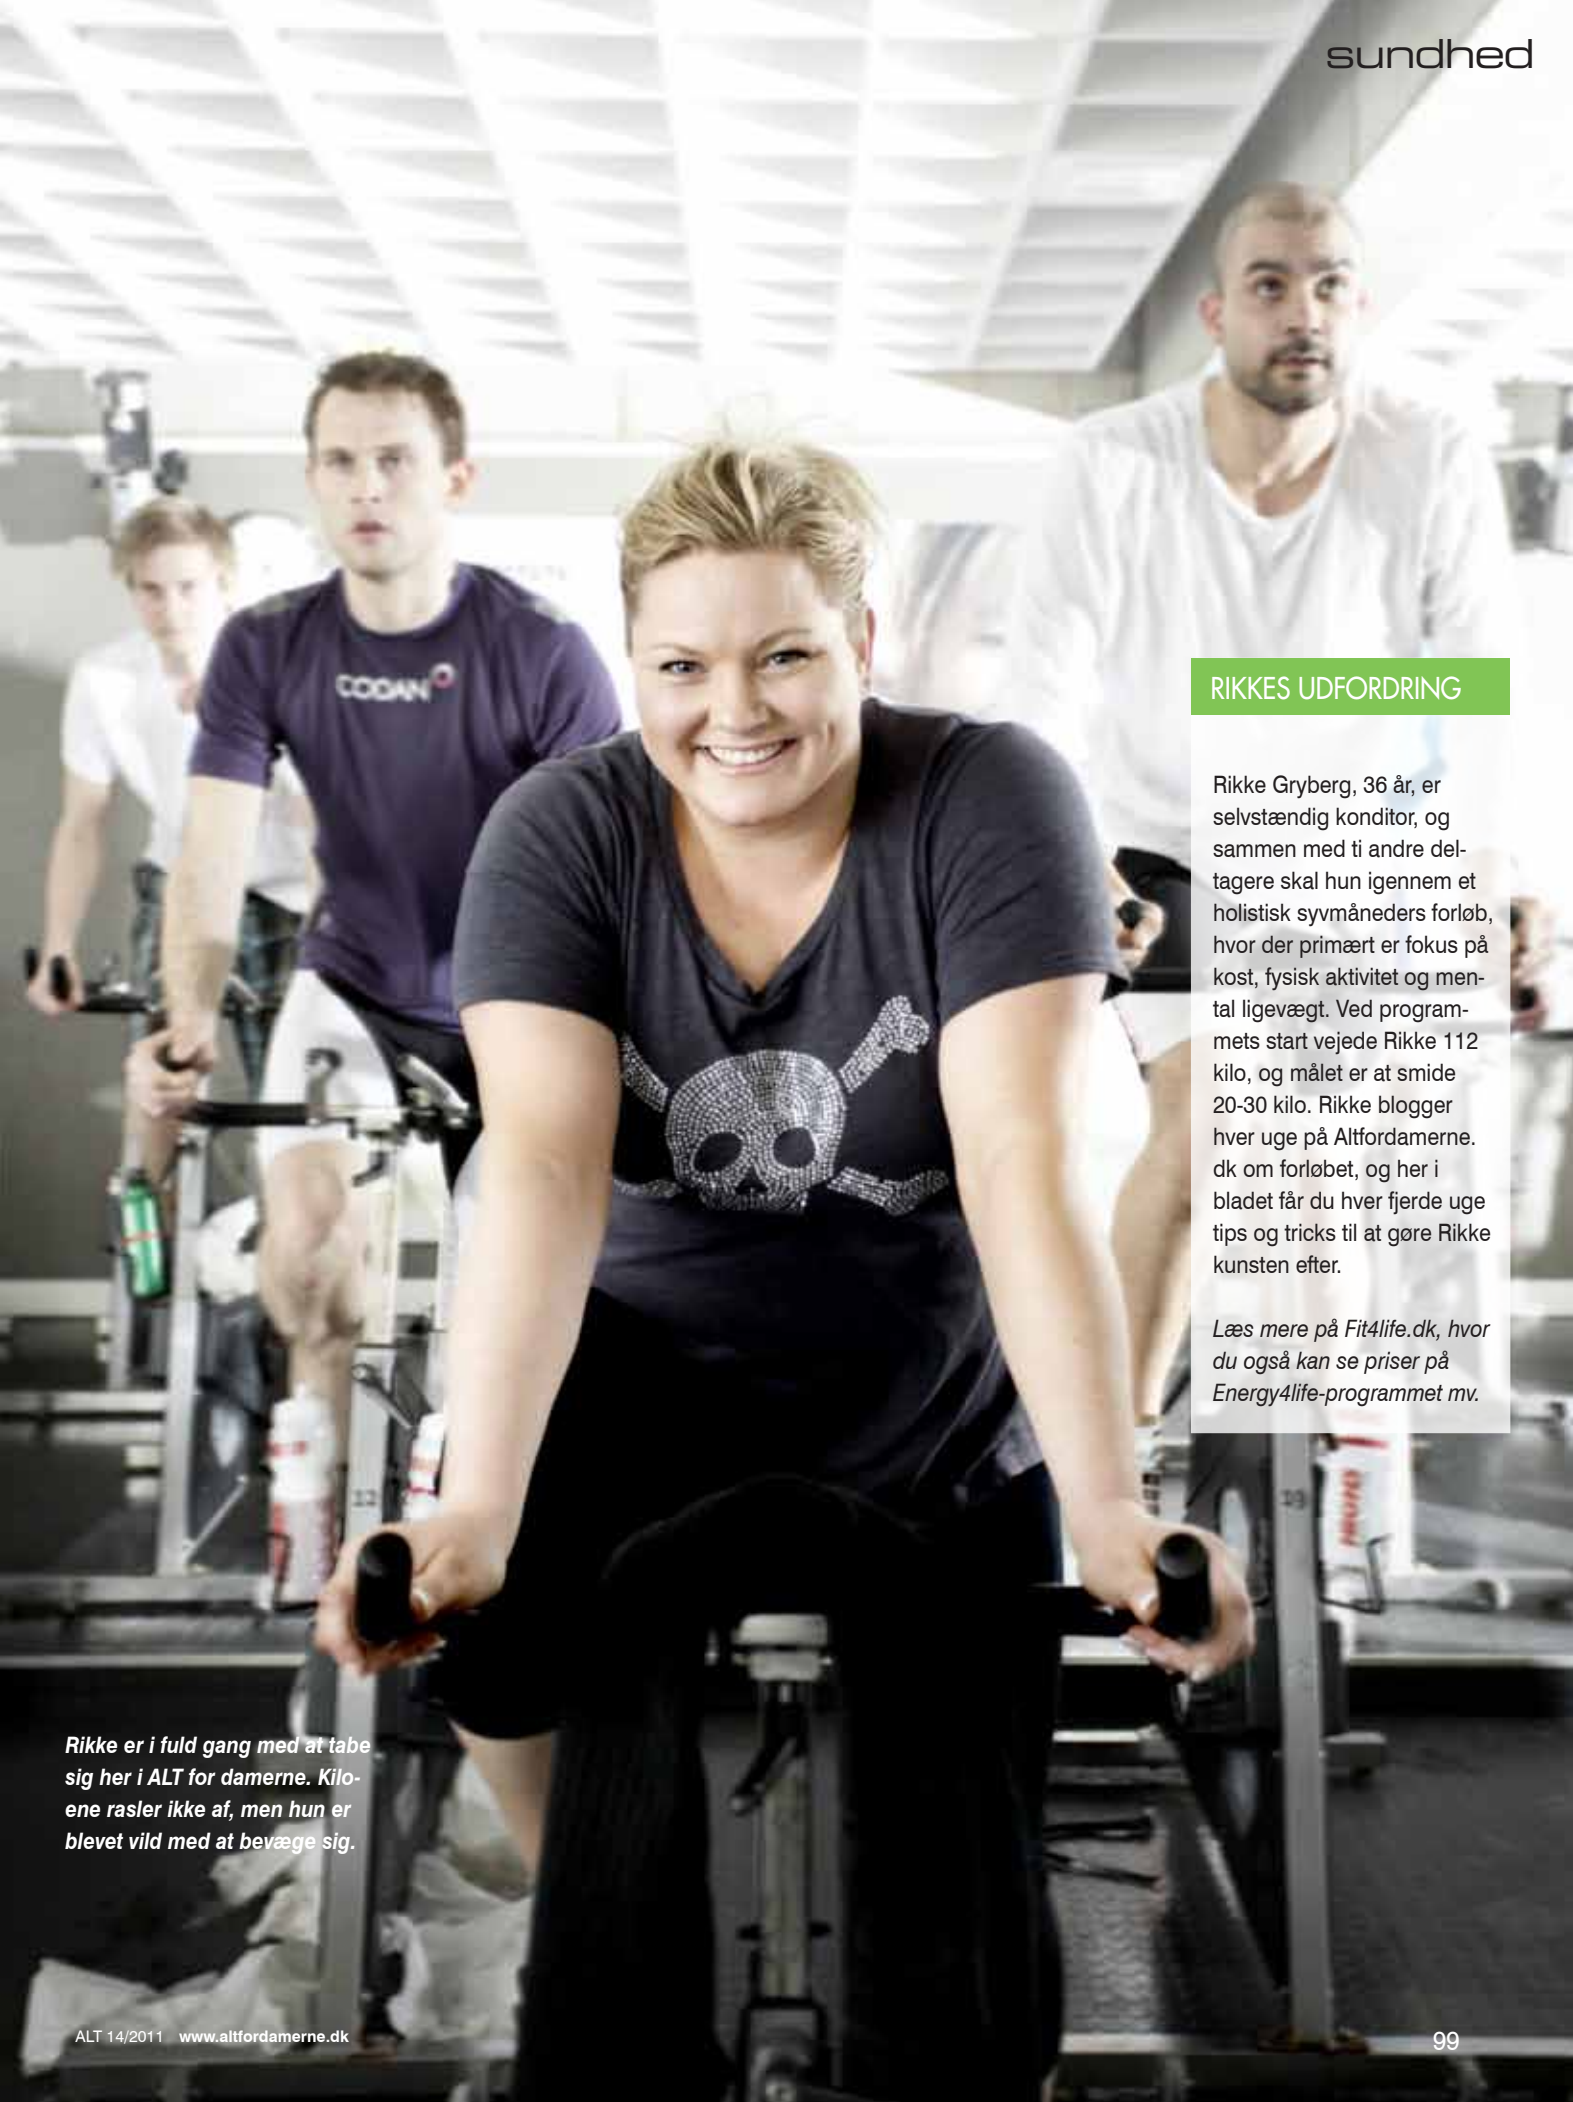 sundhed
CODAN
RIKKES UDFORDRING
Rikke Gryberg, 36 år, er
selvstændig konditor, og
sammen med ti andre del-
tagere skal hun igennem et
holistisk syvmåneders forløb,
hvor der primært er fokus på
kost, fysisk aktivitet og men-
tal ligevægt. Ved program-
mets start vejede Rikke 112
kilo, og målet er at smide
20-30 kilo. Rikke blogger
hver uge på Altfordamerne.
dk om forløbet, og her i
bladet får du hver fjerde uge
tips og tricks til at gøre Rikke
kunsten efter.
Læs mere på Fit4life.dk, hvor
du også kan se priser på
Energy4life-programmet mv.
22
Rikke er i fuld gang med at tabe
sig her i ALT for damerne. Kilo-
ene rasler ikke af, men hun er
blevet vild med at bevæge sig.
ALT 14/2011 www.altfordamerne.dk
99